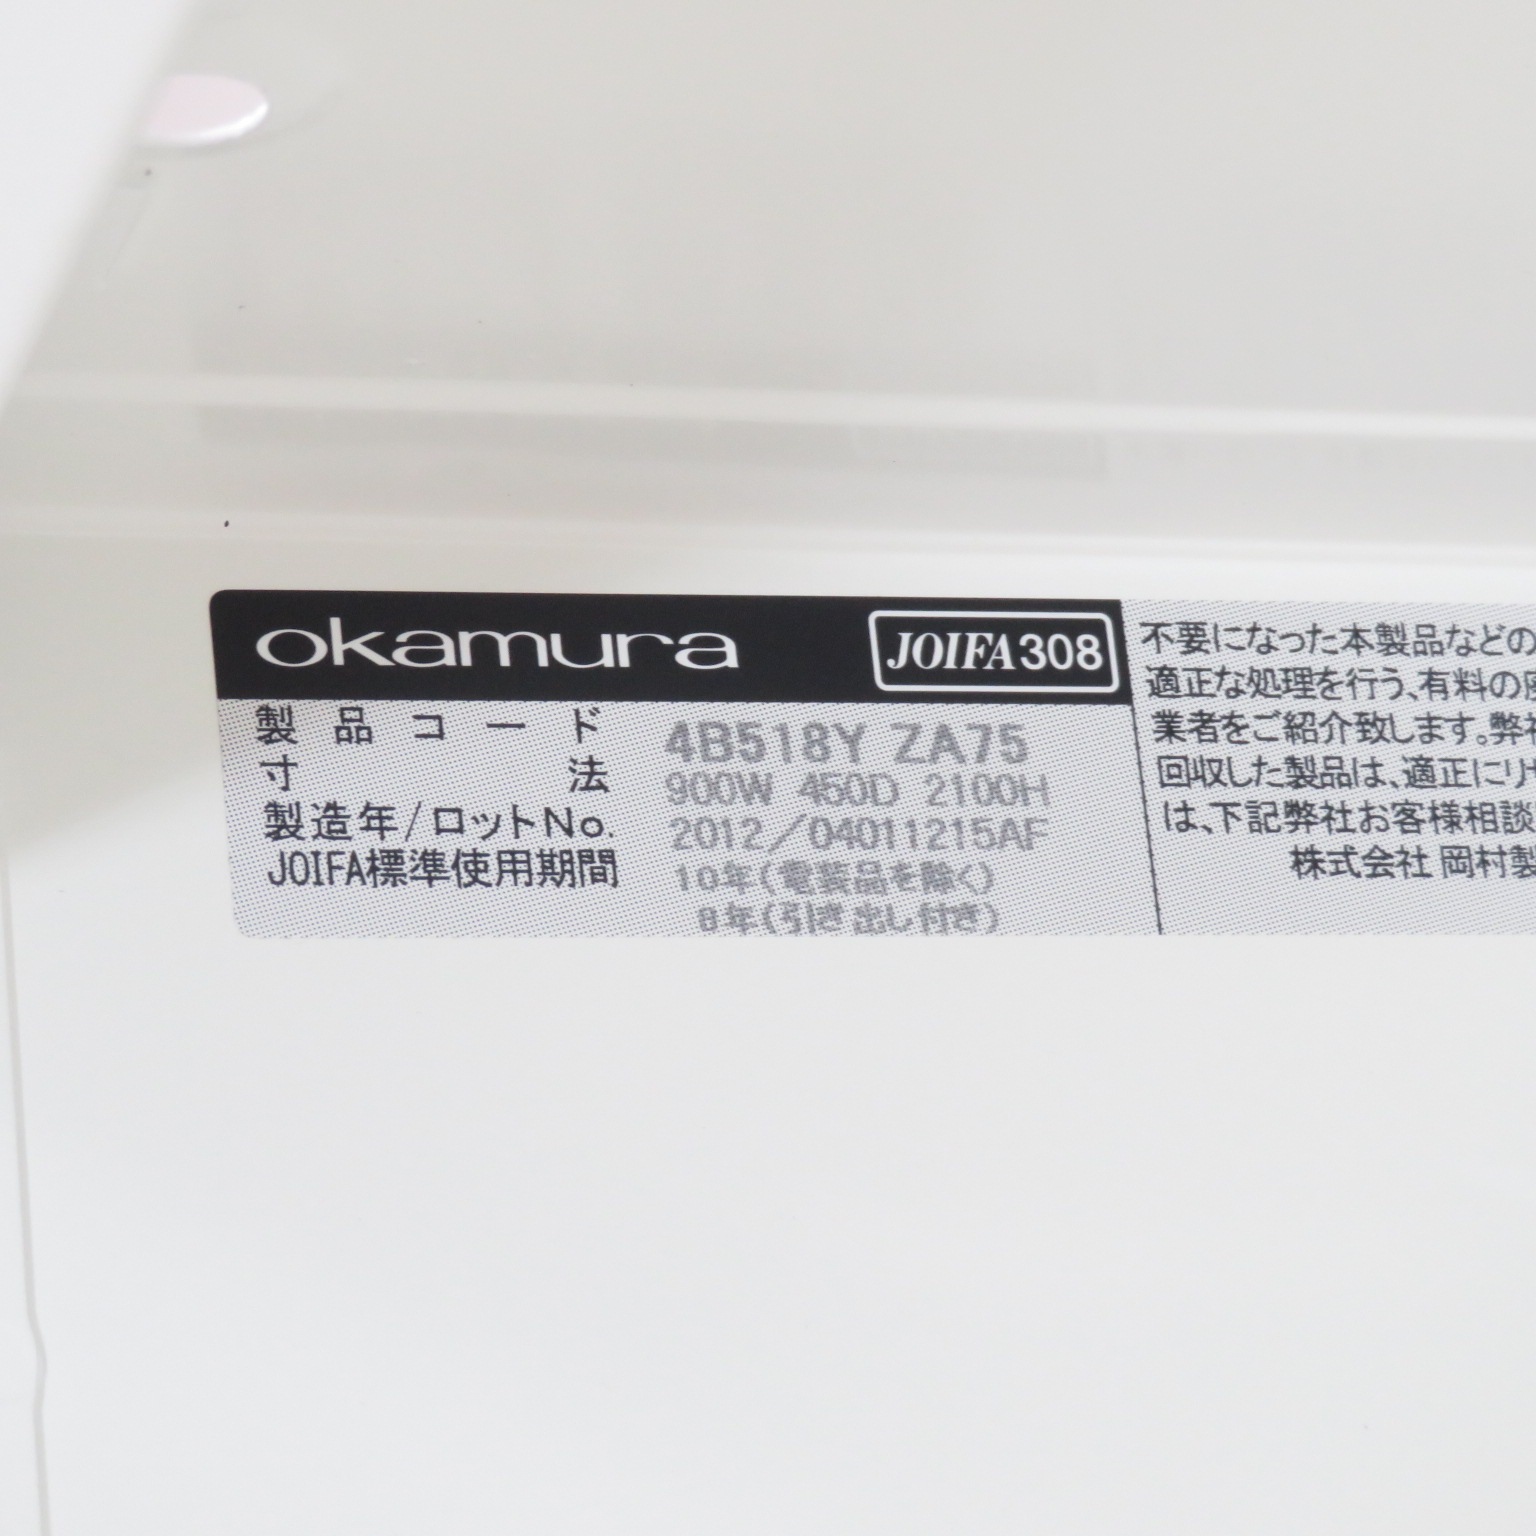 okamura JOIFA308
製品コード 4B518Y ZA75
寸法 900W 450D 2100H
製造年/ロットNo. 2012/04011215AF
JOIFA標準使用期間 10年(電装品を除く)
8年(引き出し付き)
不要になった本製品などの
適正な処理を行う、有料の
業者をご紹介致します。弊
回収した製品は、適正にリ
は、下記弊社お客様相談
株式会社 岡村製